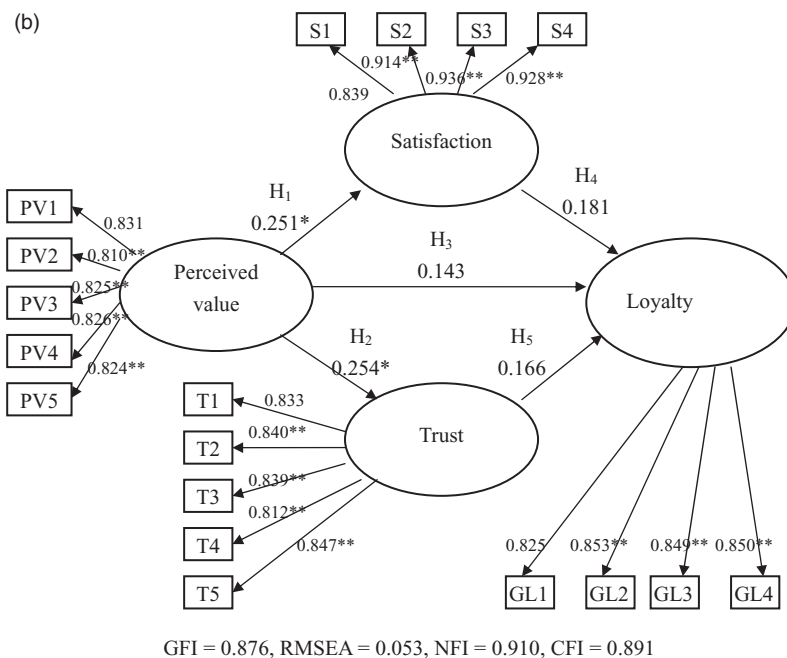 (b)
S1
S2
S3
S4
0.839
0.914**
0.936**
0.928**
Satisfaction
H₁
0.251*
H₄
0.181
PV1
PV2
PV3
PV4
PV5
0.831
0.810**
0.825**
0.826**
0.824**
Perceived
value
H₃
0.143
Loyalty
H₂
0.254*
H₅
0.166
T1
T2
T3
T4
T5
0.833
0.840**
0.839**
0.812**
0.847**
Trust
0.825
0.853**
0.849**
0.850**
GL1
GL2
GL3
GL4
GFI = 0.876, RMSEA = 0.053, NFI = 0.910, CFI = 0.891